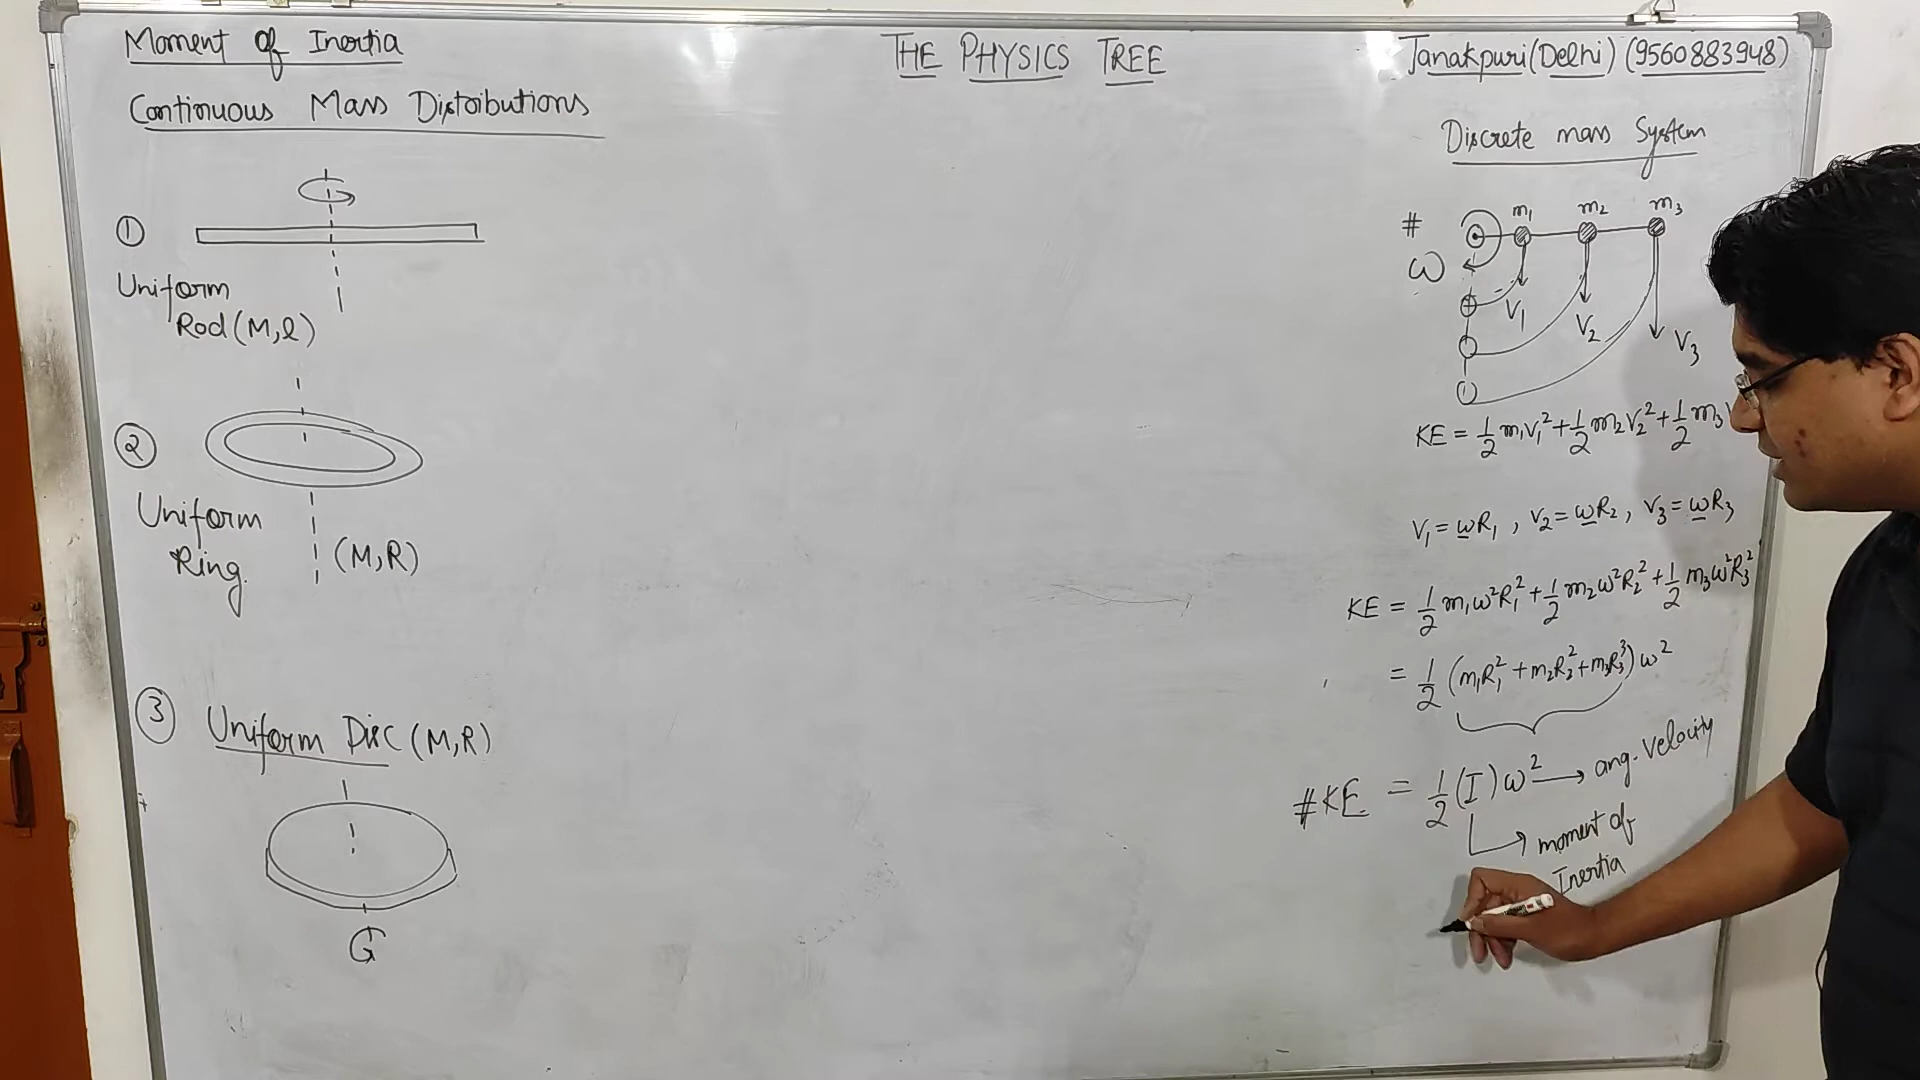 Moment of Inertia
Continuous Mass Distributions
①
Uniform
Rod (M,l)
②
Uniform
Ring
(M,R)
③ Uniform Disc (M,R)
THE PHYSICS TREE
Janakpuri (Delhi) (9560883948)
Discrete mass System
# m₁ m₂ m₃
ω
V₁ V₂ V₃
KE = 1/2 m₁V₁² + 1/2 m₂V₂² + 1/2 m₃
V₁ = ωR₁ , V₂ = ωR₂, V₃ = ωR₃
KE = 1/2 m₁ω²R₁² + 1/2 m₂ω²R₂² + 1/2 m₃ω²R₃²
= 1/2 (m₁R₁² + m₂R₂² + m₃R₃³) ω²
#KE = 1/2 (I) ω² → ang. velocity
→ moment of
Inertia